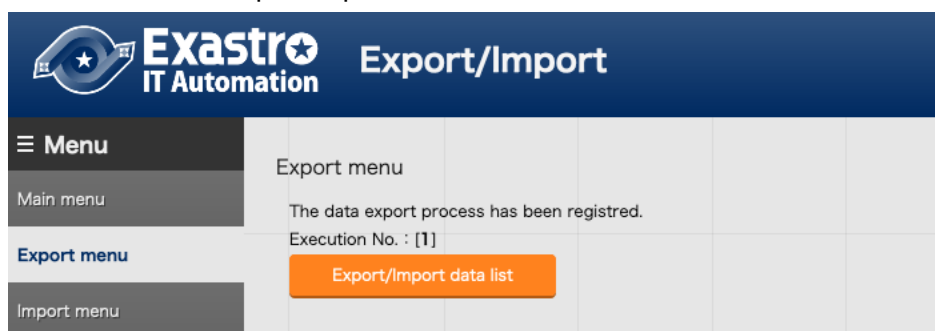 Exastro
IT Automation
Export/Import
Menu
Main menu
Export menu
Import menu
Export menu
The data export process has been registred.
Execution No. : [1]
Export/Import data list